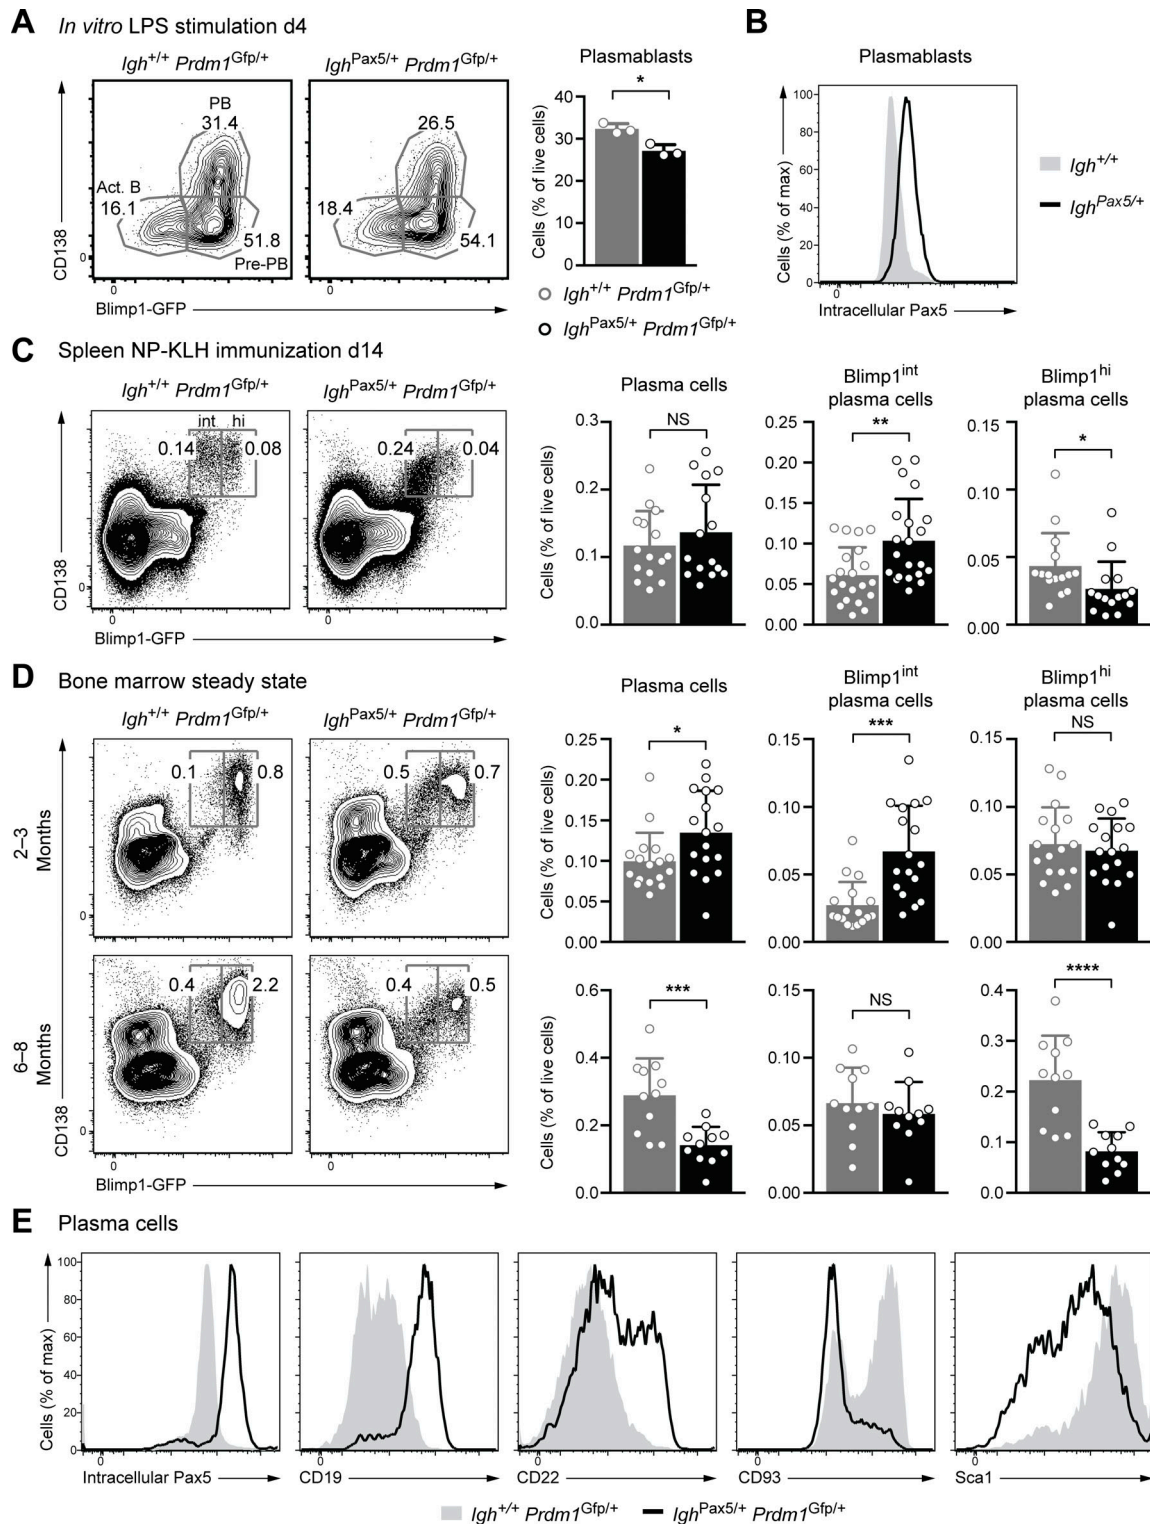 A In vitro LPS stimulation d4
Igh+/+ Prdm1Gfp/+
IghPax5/+ Prdm1Gfp/+
PB
31.4
Act. B
16.1
51.8
Pre-PB
26.5
18.4
54.1
CD138
0
0
0
Blimp1-GFP
Plasmablasts
*
Cells (% of live cells)
40
30
20
30
0
Igh+/+ Prdm1Gfp/+
IghPax5/+ Prdm1Gfp/+
B
Plasmablasts
Cells (% of max)
100
80
60
40
20
0
0
Intracellular Pax5
Igh+/+
IghPax5/+
C Spleen NP-KLH immunization d14
Igh+/+ Prdm1Gfp/+
IghPax5/+ Prdm1Gfp/+
int hi
0.14 0.08
0.24 0.04
CD138
0
0
0
Blimp1-GFP
Plasma cells
NS
Cells (% of live cells)
0.3
0.2
0.1
0.0
Blimp1int
plasma cells
**
0.25
0.20
0.15
0.10
0.05
0.00
Blimp1hi
plasma cells
*
0.15
0.10
0.05
0.00
D Bone marrow steady state
Igh+/+ Prdm1Gfp/+
IghPax5/+ Prdm1Gfp/+
2–3
Months
0.1 0.8
0.5 0.7
0
6–8
Months
0.4 2.2
0.4 0.5
CD138
0
0
0
Blimp1-GFP
Plasma cells
*
Cells (% of live cells)
0.25
0.20
0.15
0.10
0.05
0.00
Blimp1int
plasma cells
***
0.15
0.10
0.05
0.00
Blimp1hi
plasma cells
NS
0.15
0.10
0.05
0.00
***
Cells (% of live cells)
0.6
0.4
0.2
0.0
NS
0.15
0.10
0.05
0.00
****
0.4
0.3
0.2
0.1
0.0
E Plasma cells
Cells (% of max)
100
80
60
40
20
0
0
0
0
0
0
Intracellular Pax5
CD19
CD22
CD93
Sca1
Igh+/+ Prdm1Gfp/+
IghPax5/+ Prdm1Gfp/+